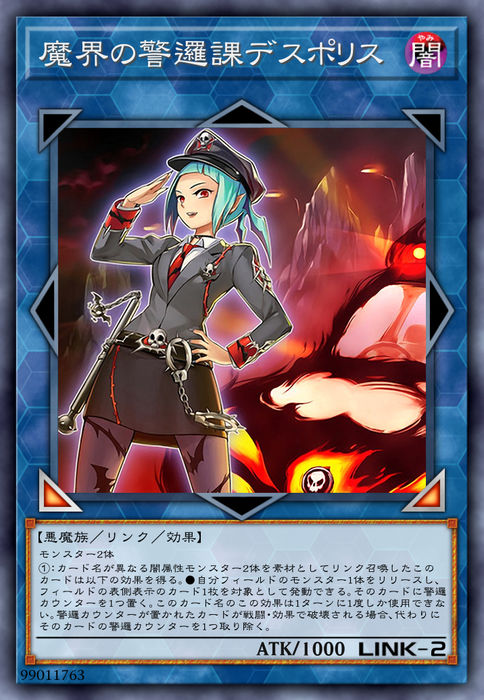 魔界の警邏課デスポリス
やみ
闇
【悪魔族／リンク／効果】
モンスター2体
①:カード名が異なる闇属性モンスター2体を素材としてリンク召喚したこの
カードは以下の効果を得る。●自分フィールドのモンスター1体をリリースし、
フィールドの表側表示のカード1枚を対象として発動できる。そのカードに警邏
カウンターを1つ置く。このカード名のこの効果は1ターンに1度しか使用できな
い。警邏カウンターが置かれたカードが戦闘・効果で破壊される場合、代わりに
そのカードの警邏カウンターを1つ取り除く。
ATK/1000 LINK-2
99011763